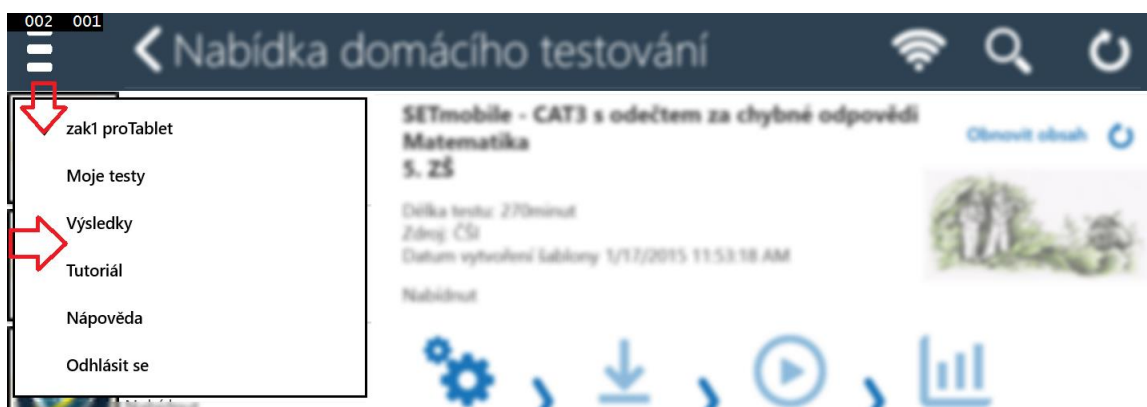 002 001
Nabídka domácího testování
zak1 proTablet
Moje testy
Výsledky
Tutoriál
Nápověda
Odhlásit se
SETmobile - CAT3 s odečtem za chybné odpovědi
Matematika
5. ZŠ
Obnovit obsah
Délka testu: 270minut
Zdroj: ČŠI
Datum vytvoření šablony 1/17/2015 11:53:18 AM
Nabídnut
Nabídnut